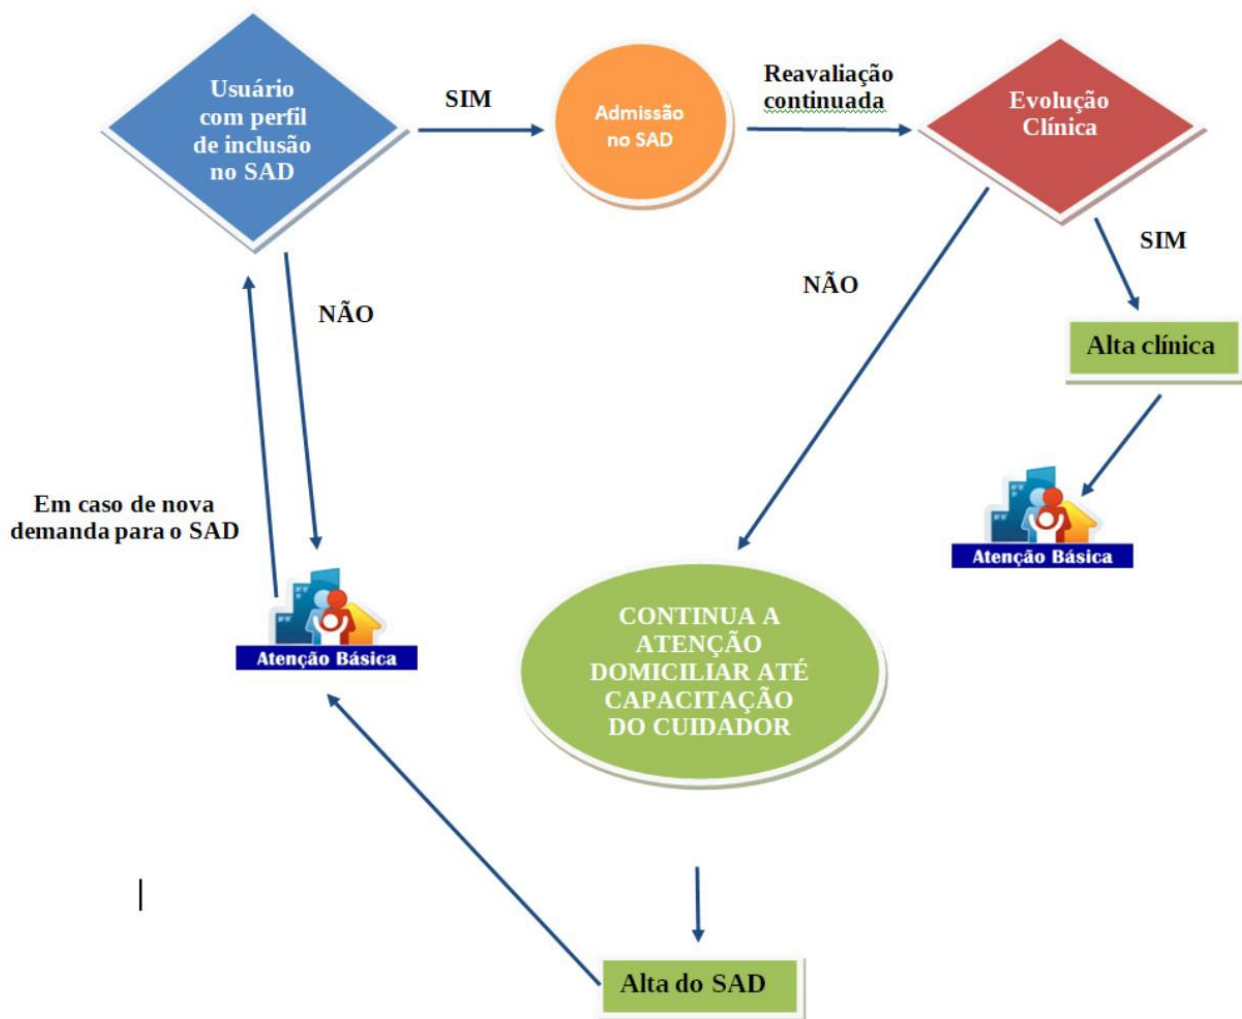 Usuário
com perfil
de inclusão
no SAD
SIM
Admissão
no SAD
Reavaliação
continuada
Evolução
Clínica
NÃO
SIM
NÃO
Alta clínica
Em caso de nova
demanda para o SAD
Atenção Básica
Atenção Básica
CONTINUA A
ATENÇÃO
DOMICILIAR ATÉ
CAPACITAÇÃO
DO CUIDADOR
Alta do SAD